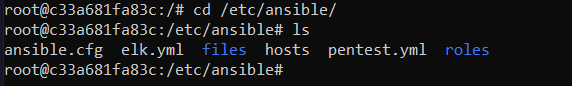 root@c33a681fa83c:/# cd /etc/ansible/
root@c33a681fa83c:/etc/ansible# ls
ansible.cfg  elk.yml  files  hosts  pentest.yml  roles
root@c33a681fa83c:/etc/ansible#